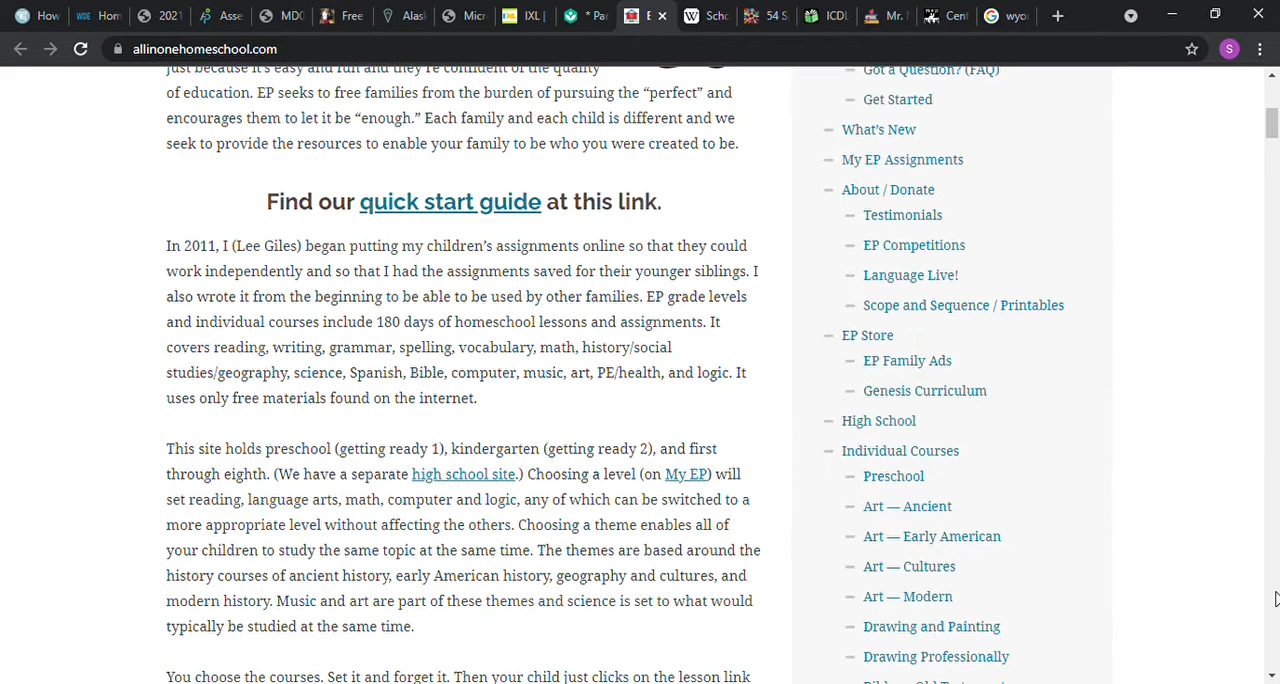 How
WDE
Hom
2021
Asse
MDC
Free
Alas
Micr
IXL |
* Par
E
W
Scho
54 S
ICDL
Mr.
Cent
wyo
allinonehomeschool.com
S
just because it's easy and fun and they're confident of the quality
of education. EP seeks to free families from the burden of pursuing the “perfect” and
encourages them to let it be “enough.” Each family and each child is different and we
seek to provide the resources to enable your family to be who you were created to be.
Find our quick start guide at this link.
In 2011, I (Lee Giles) began putting my children’s assignments online so that they could
work independently and so that I had the assignments saved for their younger siblings. I
also wrote it from the beginning to be able to be used by other families. EP grade levels
and individual courses include 180 days of homeschool lessons and assignments. It
covers reading, writing, grammar, spelling, vocabulary, math, history/social
studies/geography, science, Spanish, Bible, computer, music, art, PE/health, and logic. It
uses only free materials found on the internet.
This site holds preschool (getting ready 1), kindergarten (getting ready 2), and first
through eighth. (We have a separate high school site.) Choosing a level (on My EP) will
set reading, language arts, math, computer and logic, any of which can be switched to a
more appropriate level without affecting the others. Choosing a theme enables all of
your children to study the same topic at the same time. The themes are based around the
history courses of ancient history, early American history, geography and cultures, and
modern history. Music and art are part of these themes and science is set to what would
typically be studied at the same time.
You choose the courses. Set it and forget it. Then your child just clicks on the lesson link
Got a Question? (FAQ)
Get Started
What’s New
My EP Assignments
About / Donate
Testimonials
EP Competitions
Language Live!
Scope and Sequence / Printables
EP Store
EP Family Ads
Genesis Curriculum
High School
Individual Courses
Preschool
Art — Ancient
Art — Early American
Art — Cultures
Art — Modern
Drawing and Painting
Drawing Professionally